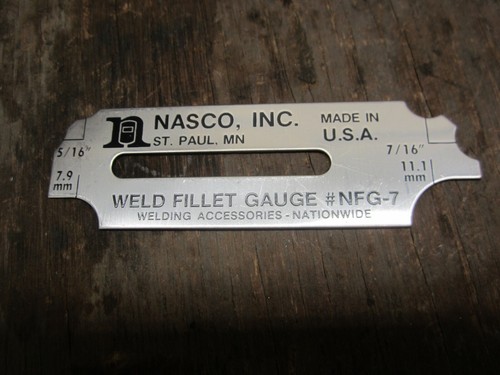 n NASCO, INC. MADE IN
ST. PAUL, MN U.S.A.
5/16" 7/16"
7.9 11.1
mm mm
WELD FILLET GAUGE #NFG-7
WELDING ACCESSORIES - NATIONWIDE